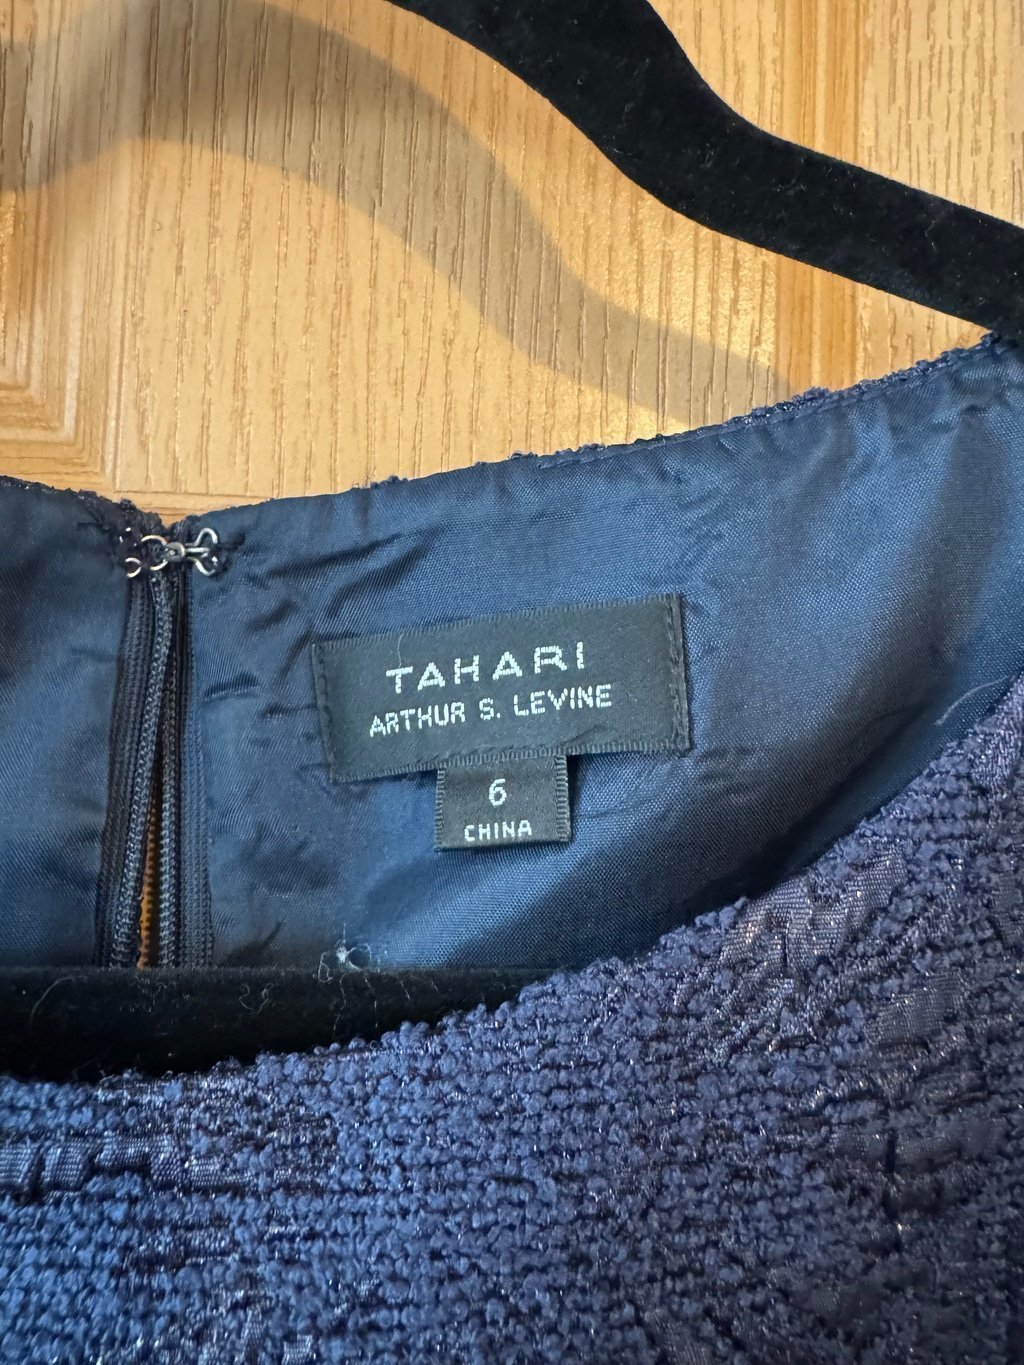 TAHARI
ARTHUR S. LEVINE
6
CHINA